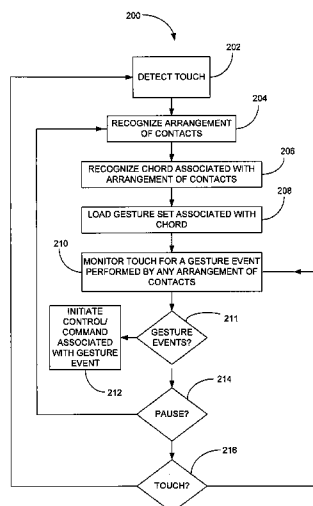 200
202
DETECT TOUCH
204
RECOGNIZE ARRANGEMENT
OF CONTACTS
206
RECOGNIZE CHORD ASSOCIATED WITH
ARRANGEMENT OF CONTACTS
208
LOAD GESTURE SET ASSOCIATED WITH
CHORD
210
MONITOR TOUCH FOR A GESTURE EVENT
PERFORMED BY ANY ARRANGEMENT OF
CONTACTS
211
GESTURE
EVENTS?
INITIATE
CONTROL/
COMMAND
ASSOCIATED
WITH GESTURE
EVENT
212
214
PAUSE?
216
TOUCH?